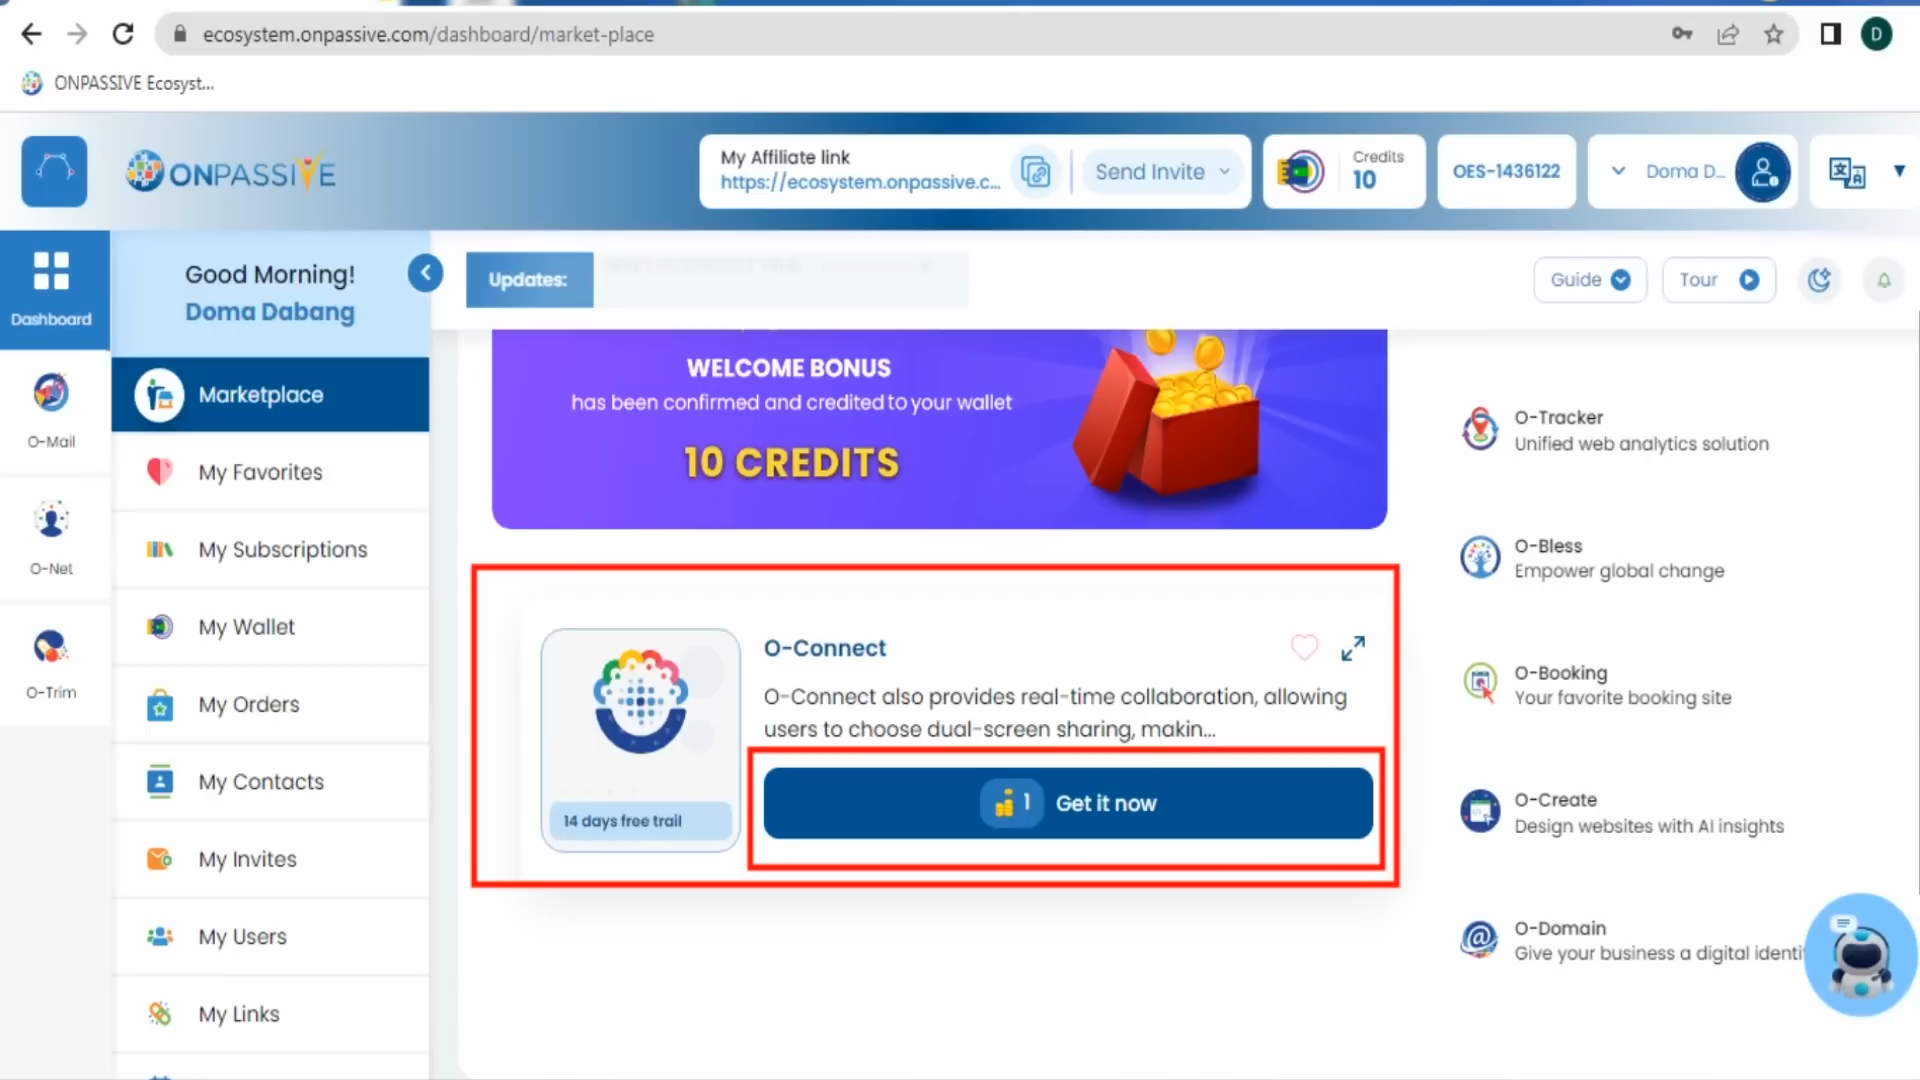 ecosystem.onpassive.com/dashboard/market-place
D
ONPASSIVE Ecosyst...
ONPASSIVE
My Affiliate link
https://ecosystem.onpassive.c...
Send Invite
Credits
10
OES-1436122
Doma D...
Dashboard
O-Mail
O-Net
O-Trim
Good Morning!
Doma Dabang
Marketplace
My Favorites
My Subscriptions
My Wallet
My Orders
My Contacts
My Invites
My Users
My Links
Updates:
Guide
Tour
WELCOME BONUS
has been confirmed and credited to your wallet
10 CREDITS
O-Connect
O-Connect also provides real-time collaboration, allowing
users to choose dual-screen sharing, makin...
14 days free trail
1 Get it now
O-Tracker
Unified web analytics solution
O-Bless
Empower global change
O-Booking
Your favorite booking site
O-Create
Design websites with AI insights
O-Domain
Give your business a digital identi